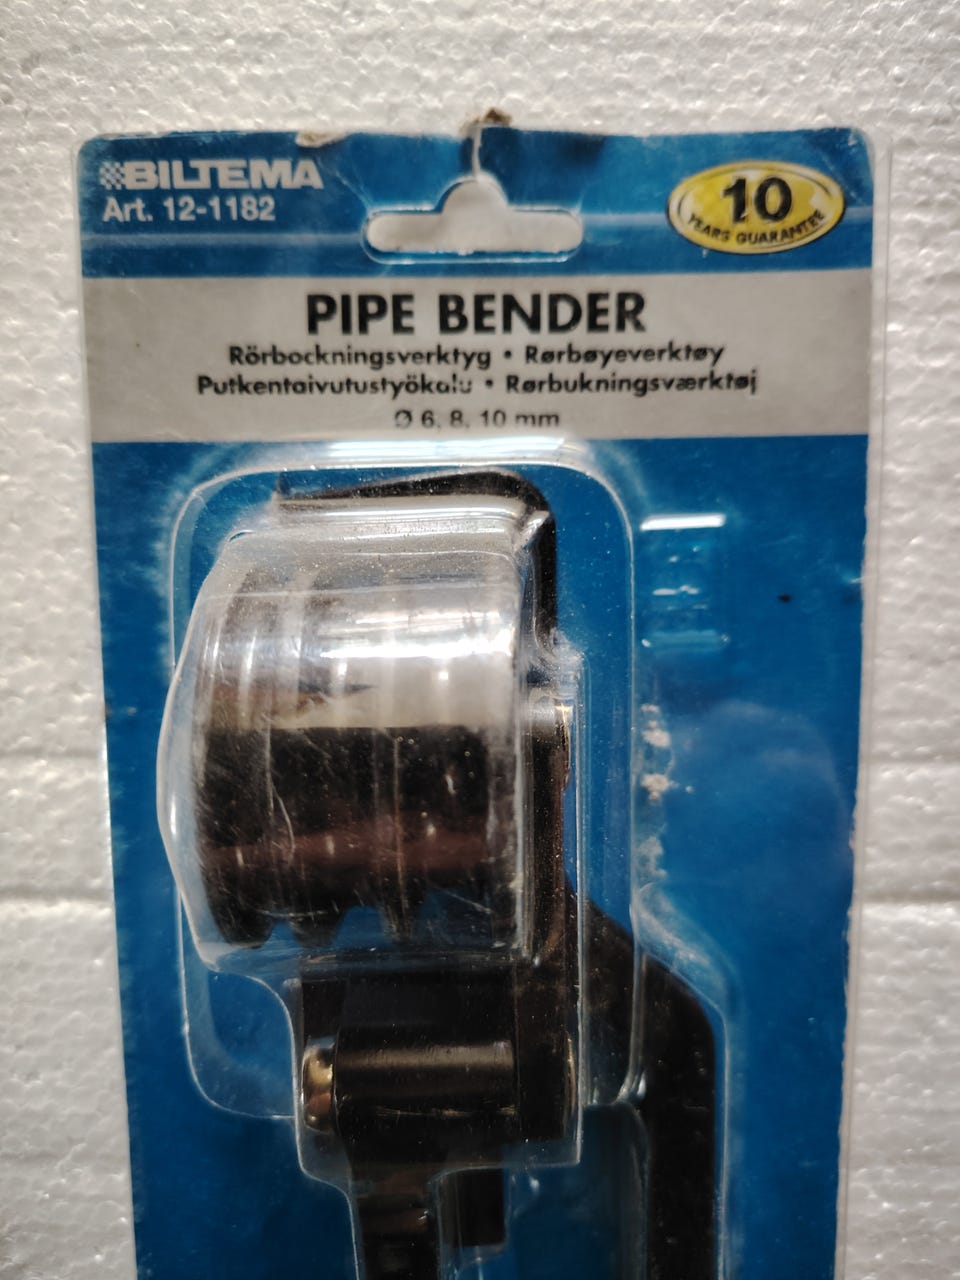 BILTEMA
Art. 12-1182
10
YEARS GUARANTEE
PIPE BENDER
Rörbockningsverktyg • Rørbøyeverktøy
Putkentaivutustyökalu • Rørbukningsværktøj
Ø 6, 8, 10 mm